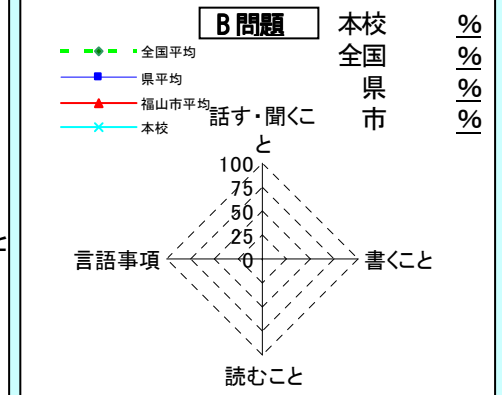 B 問題
本校 %
全国 %
県 %
市 %
全国平均
県平均
福山市平均
本校
話す・聞くこ
と
100
75
50
25
0
言語事項
書くこと
読むこと
と